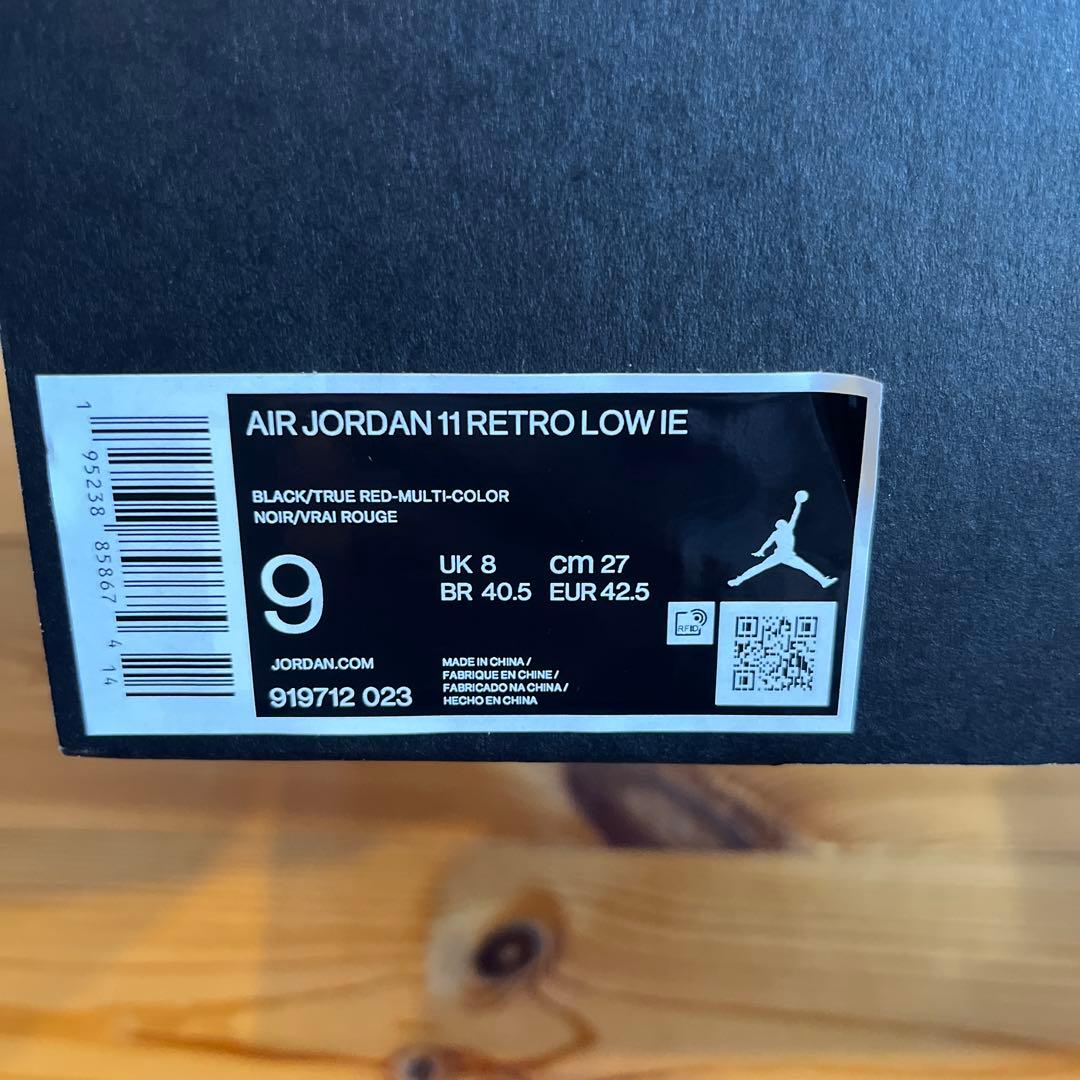 AIR JORDAN 11 RETRO LOW IE
BLACK/TRUE RED-MULTI-COLOR
NOIR/VRAI ROUGE
9
UK 8 cm 27
BR 40.5 EUR 42.5
RFID
JORDAN.COM
919712 023
MADE IN CHINA /
FABRIQUE EN CHINE /
FABRICADO NA CHINA /
HECHO EN CHINA
1 95238 85867 4 14